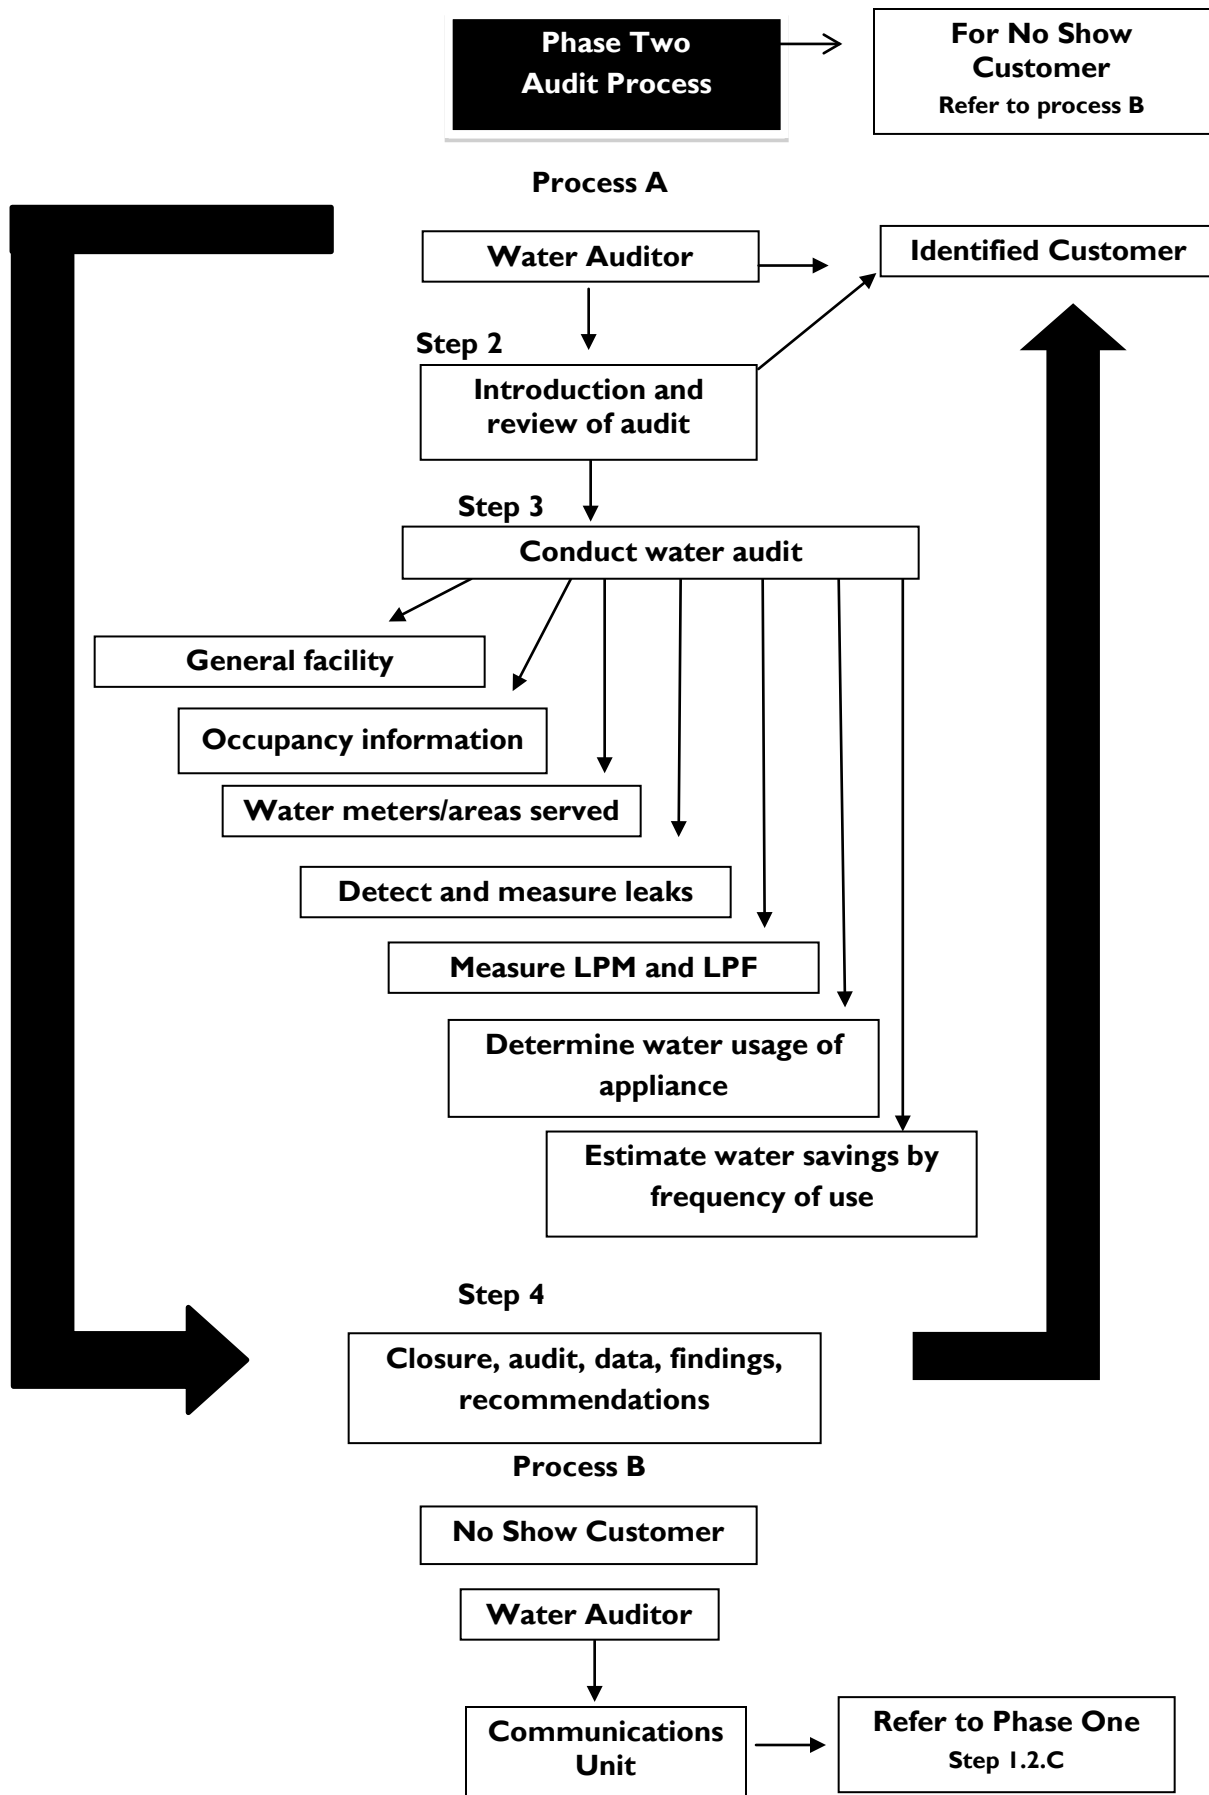 Phase Two
Audit Process
For No Show
Customer
Refer to process B
Process A
Water Auditor
Identified Customer
Step 2
Introduction and
review of audit
Step 3
Conduct water audit
General facility
Occupancy information
Water meters/areas served
Detect and measure leaks
Measure LPM and LPF
Determine water usage of
appliance
Estimate water savings by
frequency of use
Step 4
Closure, audit, data, findings,
recommendations
Process B
No Show Customer
Water Auditor
Communications
Unit
Refer to Phase One
Step 1.2.C